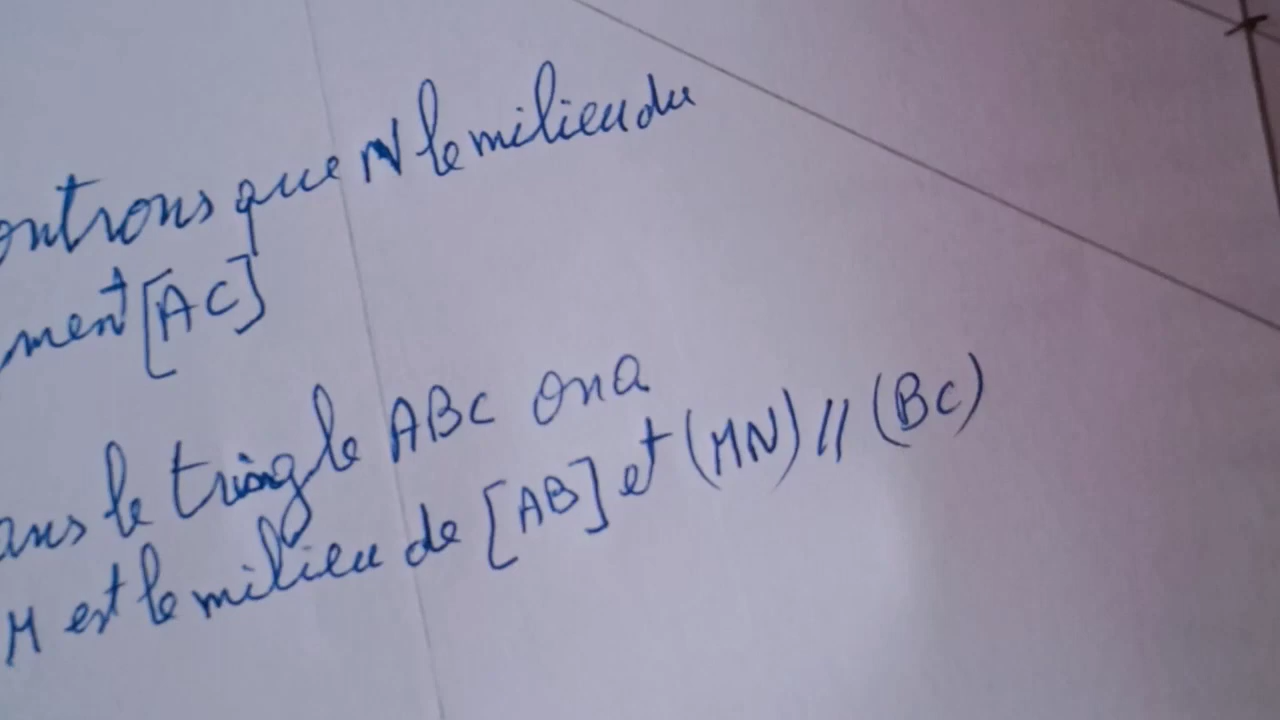 ontrons que N le milieu du
ment [AC]
ans le triangle ABC on a
M est le milieu de [AB] et (MN) // (BC)